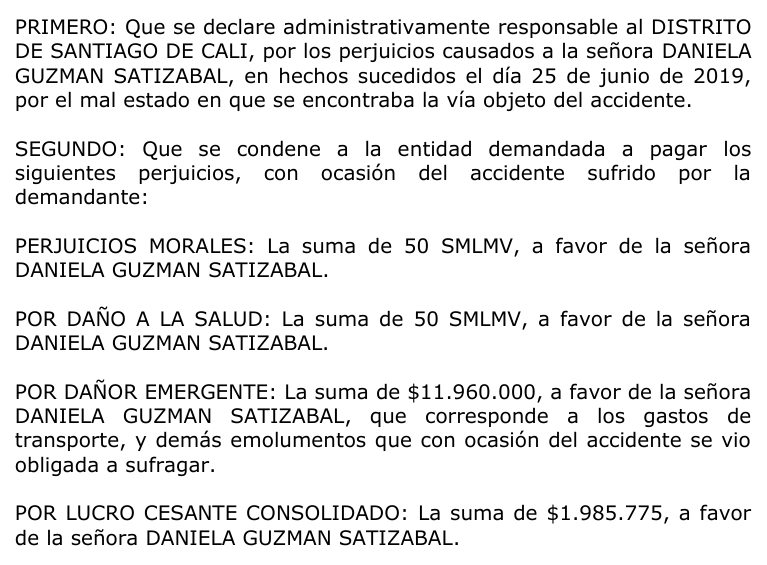 PRIMERO: Que se declare administrativamente responsable al DISTRITO
DE SANTIAGO DE CALI, por los perjuicios causados a la señora DANIELA
GUZMAN SATIZABAL, en hechos sucedidos el día 25 de junio de 2019,
por el mal estado en que se encontraba la vía objeto del accidente.
SEGUNDO: Que se condene a la entidad demandada a pagar los
siguientes perjuicios, con ocasión del accidente sufrido por la
demandante:
PERJUICIOS MORALES: La suma de 50 SMLMV, a favor de la señora
DANIELA GUZMAN SATIZABAL.
POR DAÑO A LA SALUD: La suma de 50 SMLMV, a favor de la señora
DANIELA GUZMAN SATIZABAL.
POR DAÑOR EMERGENTE: La suma de $11.960.000, a favor de la señora
DANIELA GUZMAN SATIZABAL, que corresponde a los gastos de
transporte, y demás emolumentos que con ocasión del accidente se vio
obligada a sufragar.
POR LUCRO CESANTE CONSOLIDADO: La suma de $1.985.775, a favor
de la señora DANIELA GUZMAN SATIZABAL.